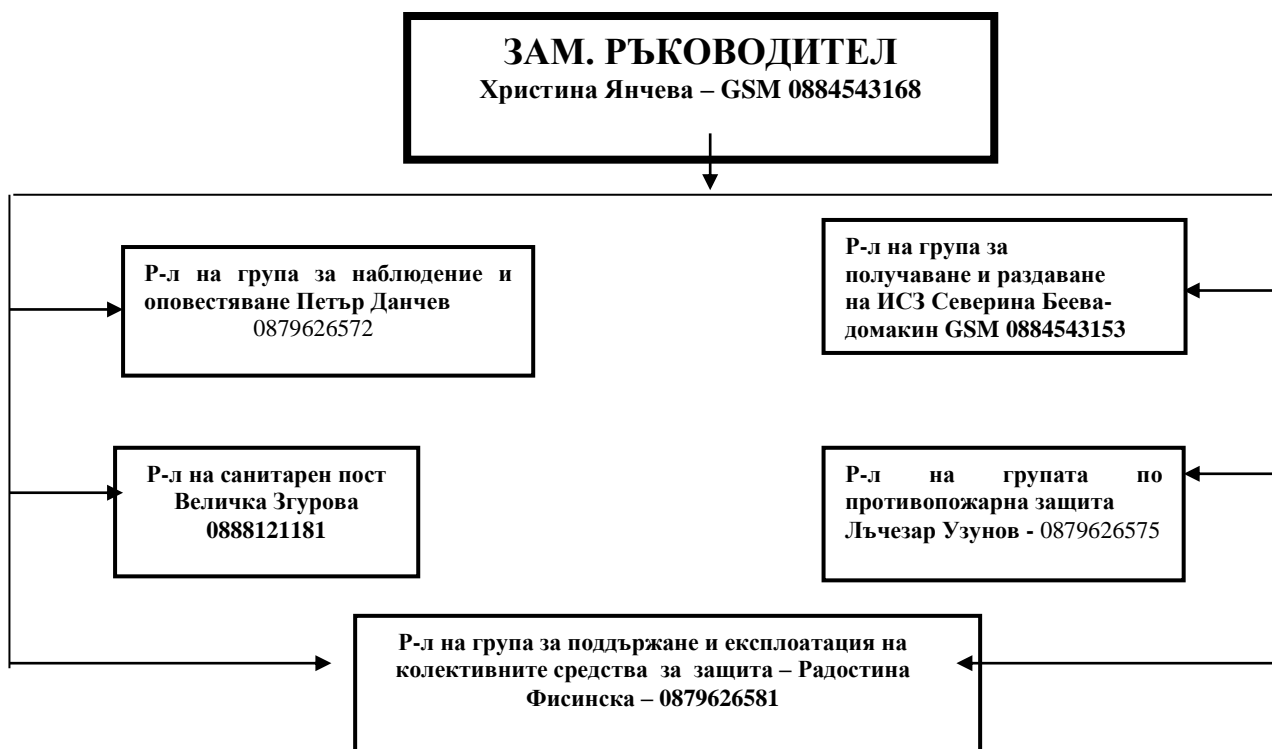 ЗАМ. РЪКОВОДИТЕЛ
Христина Янчева – GSM 0884543168
Р-л на група за наблюдение и
оповестяване Петър Данчев
0879626572
Р-л на група за
получаване и раздаване
на ИСЗ Северина Беева-
домакин GSM 0884543153
Р-л на санитарен пост
Величка Згурова
0888121181
Р-л на групата по
противопожарна защита
Лъчезар Узунов - 0879626575
Р-л на група за поддържане и експлоатация на
колективните средства за защита – Радостина
Фисинска – 0879626581